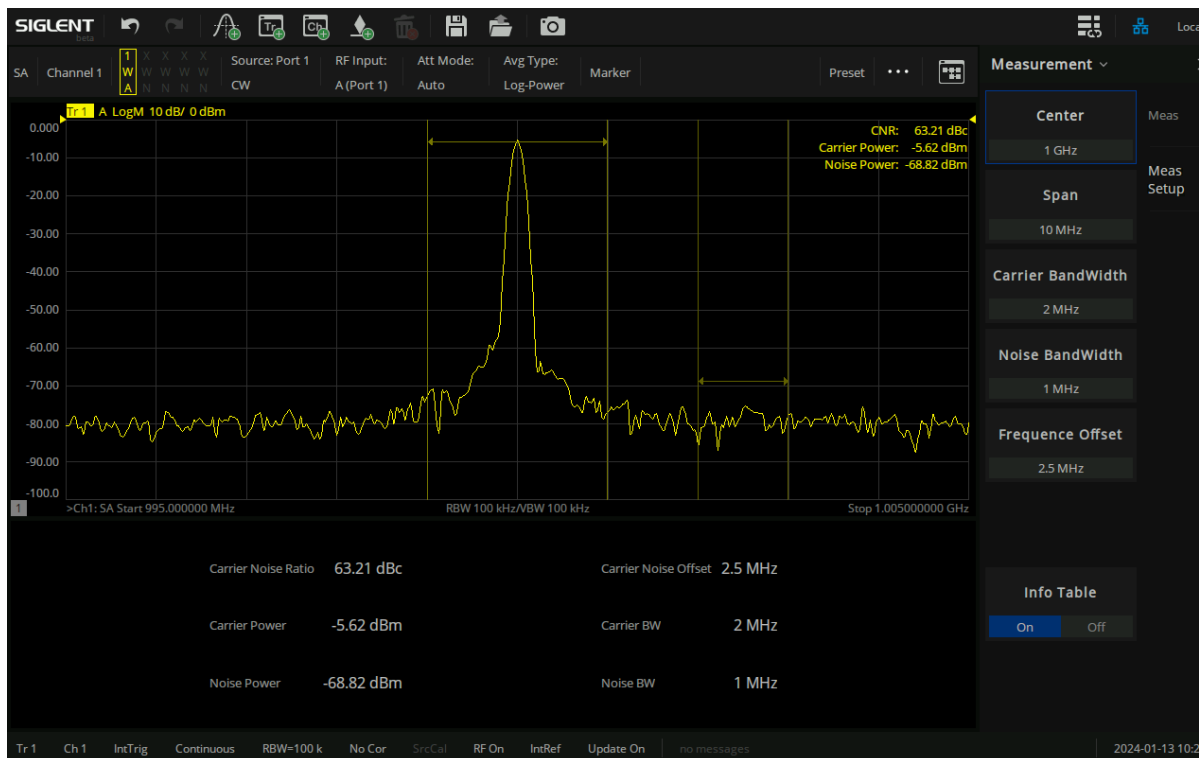 SIGLENT
beta
Tr
Cb
Loca
SA Channel 1
1 X X X X
W W W W W
A N N N N
Source: Port 1
CW
RF Input:
A (Port 1)
Att Mode:
Auto
Avg Type:
Log-Power
Marker
Preset ...
Measurement
Tr 1 A LogM 10 dB/ 0 dBm
CNR: 63.21 dBc
Carrier Power: -5.62 dBm
Noise Power: -68.82 dBm
0.000
-10.00
-20.00
-30.00
-40.00
-50.00
-60.00
-70.00
-80.00
-90.00
-100.0
1 >Ch1: SA Start 995.000000 MHz RBW 100 kHz/VBW 100 kHz Stop 1.005000000 GHz
Carrier Noise Ratio 63.21 dBc Carrier Noise Offset 2.5 MHz
Carrier Power -5.62 dBm Carrier BW 2 MHz
Noise Power -68.82 dBm Noise BW 1 MHz
Center
1 GHz
Span
10 MHz
Carrier BandWidth
2 MHz
Noise BandWidth
1 MHz
Frequence Offset
2.5 MHz
Info Table
On Off
Meas
Meas
Setup
Tr 1 Ch 1 IntTrig Continuous RBW=100 k No Cor SrcCal RF On IntRef Update On no messages 2024-01-13 10:2